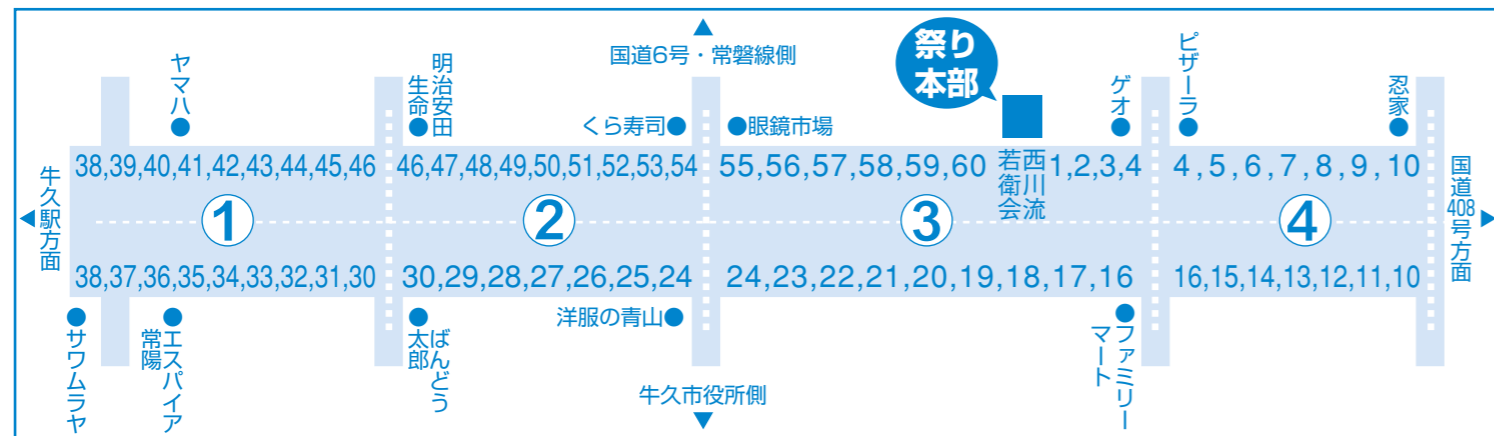 国道6号・常磐線側
祭り
本部
ヤマハ
明治安田
生命
くら寿司
眼鏡市場
ゲオ
ピザーラ
忍家
38,39,40,41,42,43,44,45,46
46,47,48,49,50,51,52,53,54
55,56,57,58,59,60
西川流
若衛会
1,2,3,4
4,5,6,7,8,9,10
牛久駅方面
①
②
③
④
国道408号方面
38,37,36,35,34,33,32,31,30
30,29,28,27,26,25,24
24,23,22,21,20,19,18,17,16
16,15,14,13,12,11,10
サワムラヤ
エスパイア
常陽
ばんどう
太郎
洋服の青山
ファミリー
マート
牛久市役所側